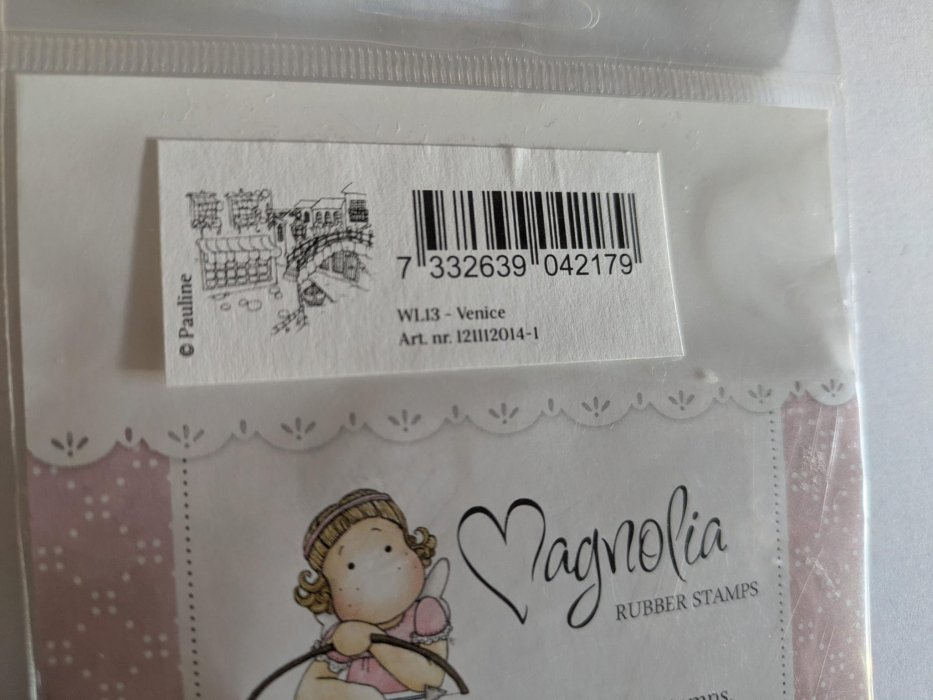 © Pauline
7 332639 042179
WL13 - Venice
Art. nr. 121112014-1
Magnolia
RUBBER STAMPS